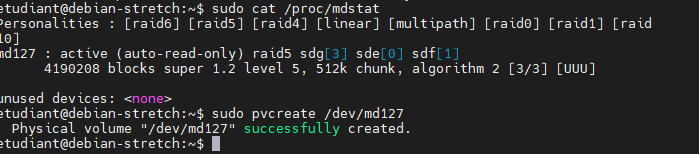 etudiant@debian-stretch:~$ sudo cat /proc/mdstat
Personalities : [raid6] [raid5] [raid4] [linear] [multipath] [raid0] [raid1] [raid
10]
md127 : active (auto-read-only) raid5 sdg[3] sde[0] sdf[1]
4190208 blocks super 1.2 level 5, 512k chunk, algorithm 2 [3/3] [UUU]
unused devices: <none>
etudiant@debian-stretch:~$ sudo pvcreate /dev/md127
Physical volume "/dev/md127" successfully created.
etudiant@debian-stretch:~$